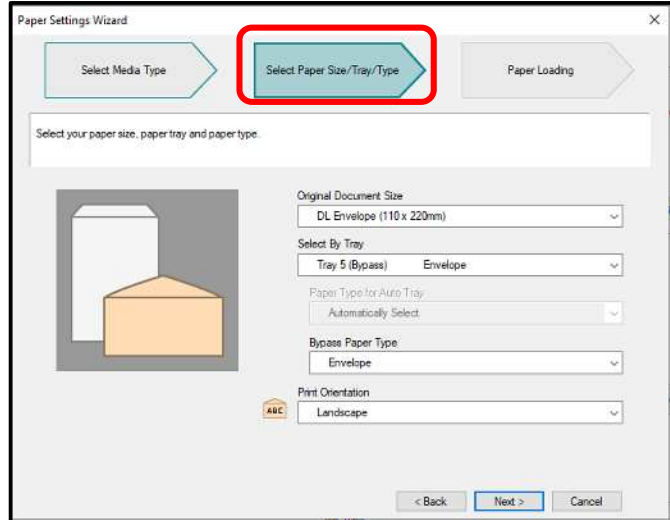 Paper Settings Wizard
Select Media Type
Select Paper Size/Tray/Type
Paper Loading
Select your paper size, paper tray and paper type.
Original Document Size
DL Envelope (110 x 220mm)
Select By Tray
Tray 5 (Bypass) Envelope
Paper Type for Auto Tray
Automatically Select
Bypass Paper Type
Envelope
Print Orientation
ABC
Landscape
< Back Next > Cancel